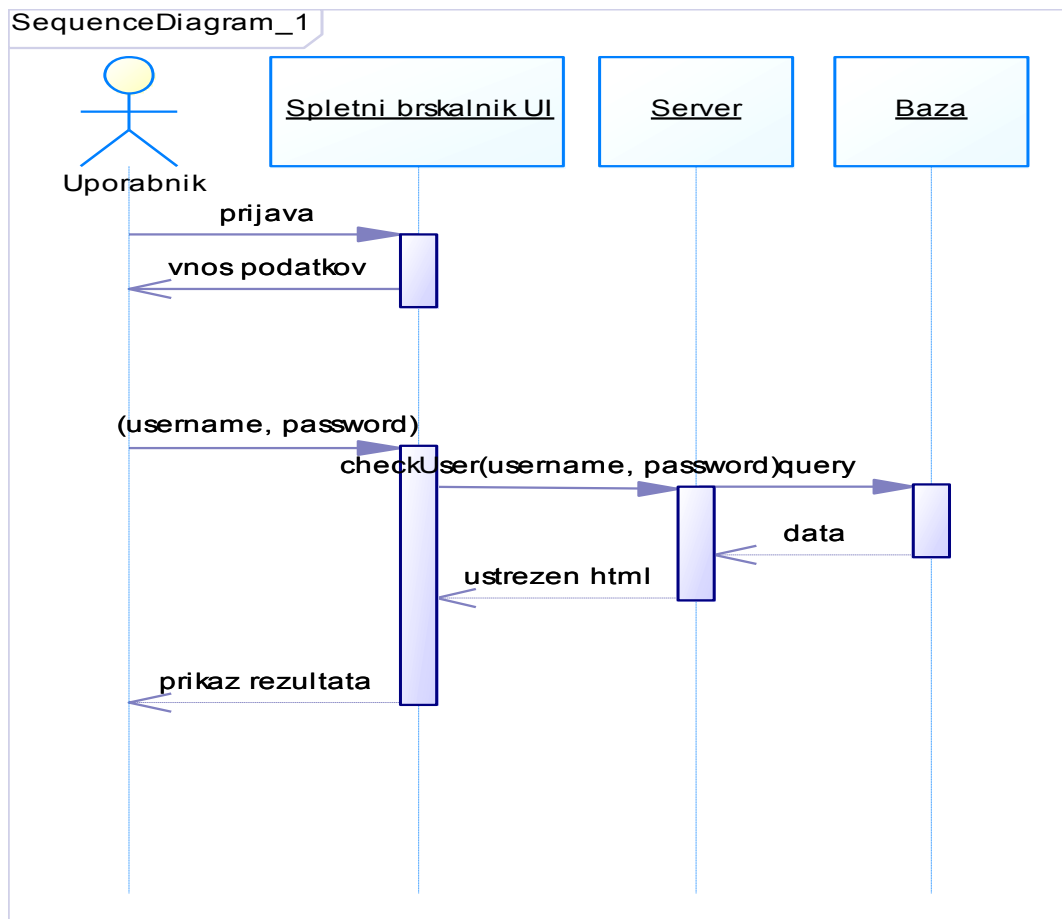 SequenceDiagram_1
Spletni brskalnik UI
Server
Baza
Uporabnik
prijava
vnos podatkov
(username, password)
checkUser(username, password)
query
data
ustrezen html
prikaz rezultata